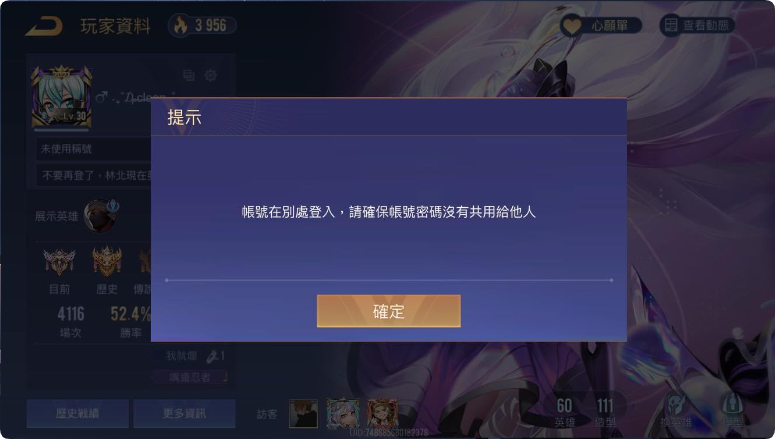 玩家資料
3 956
心願單
查看動態
Lv.30
提示
未使用稱號
不要再登了，林北現在
帳號在別處登入，請確保帳號密碼沒有共用給他人
展示英雄
目前
歷史
4116
52.4%
場次
勝率
確定
歷史戰績
更多資訊
訪客
60
111
英雄
造型